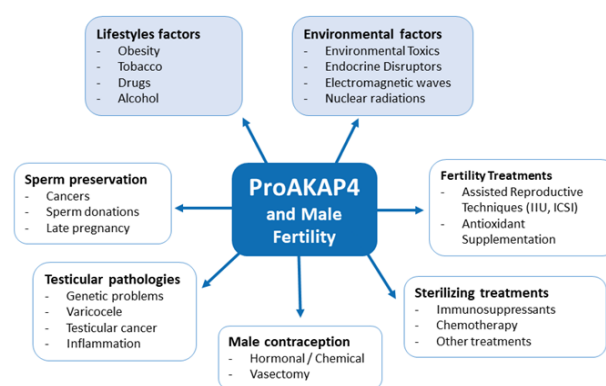 Lifestyles factors
- Obesity
- Tobacco
- Drugs
- Alcohol
Environmental factors
- Environmental Toxics
- Endocrine Disruptors
- Electromagnetic waves
- Nuclear radiations
Sperm preservation
- Cancers
- Sperm donations
- Late pregnancy
ProAKAP4
and Male
Fertility
Fertility Treatments
- Assisted Reproductive
Techniques (IIU, ICSI)
- Antioxidant
Supplementation
Testicular pathologies
- Genetic problems
- Varicocele
- Testicular cancer
- Inflammation
Male contraception
- Hormonal / Chemical
- Vasectomy
Sterilizing treatments
- Immunosuppressants
- Chemotherapy
- Other treatments